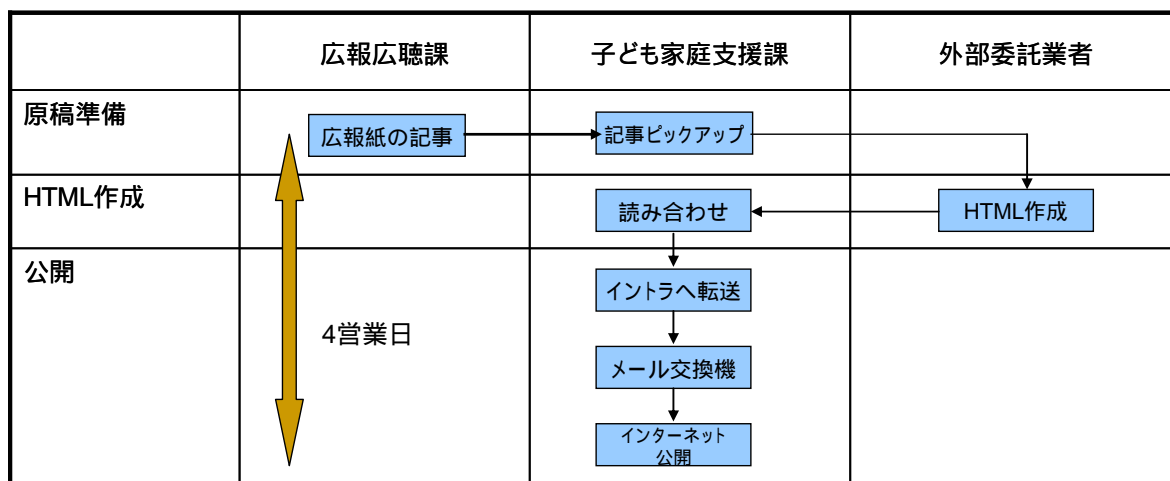 広報広聴課
子ども家庭支援課
外部委託業者
原稿準備
広報紙の記事
記事ピックアップ
HTML作成
読み合わせ
HTML作成
公開
イントラへ転送
4営業日
メール交換機
インターネット
公開